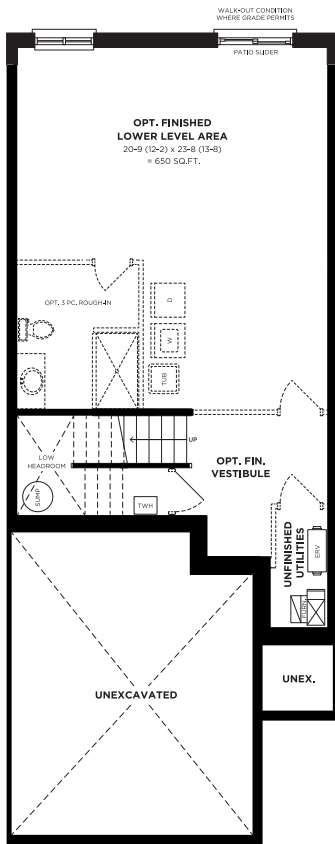 WALK-OUT CONDITION
WHERE GRADE PERMITS
PATIO SLIDER
OPT. FINISHED
LOWER LEVEL AREA
20-9 (12-2) x 23-8 (13-8)
= 650 SQ.FT.
OPT. 3 PC. ROUGH-IN
D
W
TUB
UP
LOW
HEADROOM
SUMP
TWH
OPT. FIN.
VESTIBULE
UNFINISHED
UTILITIES
ERV
FURN.
UNEXCAVATED
UNEX.